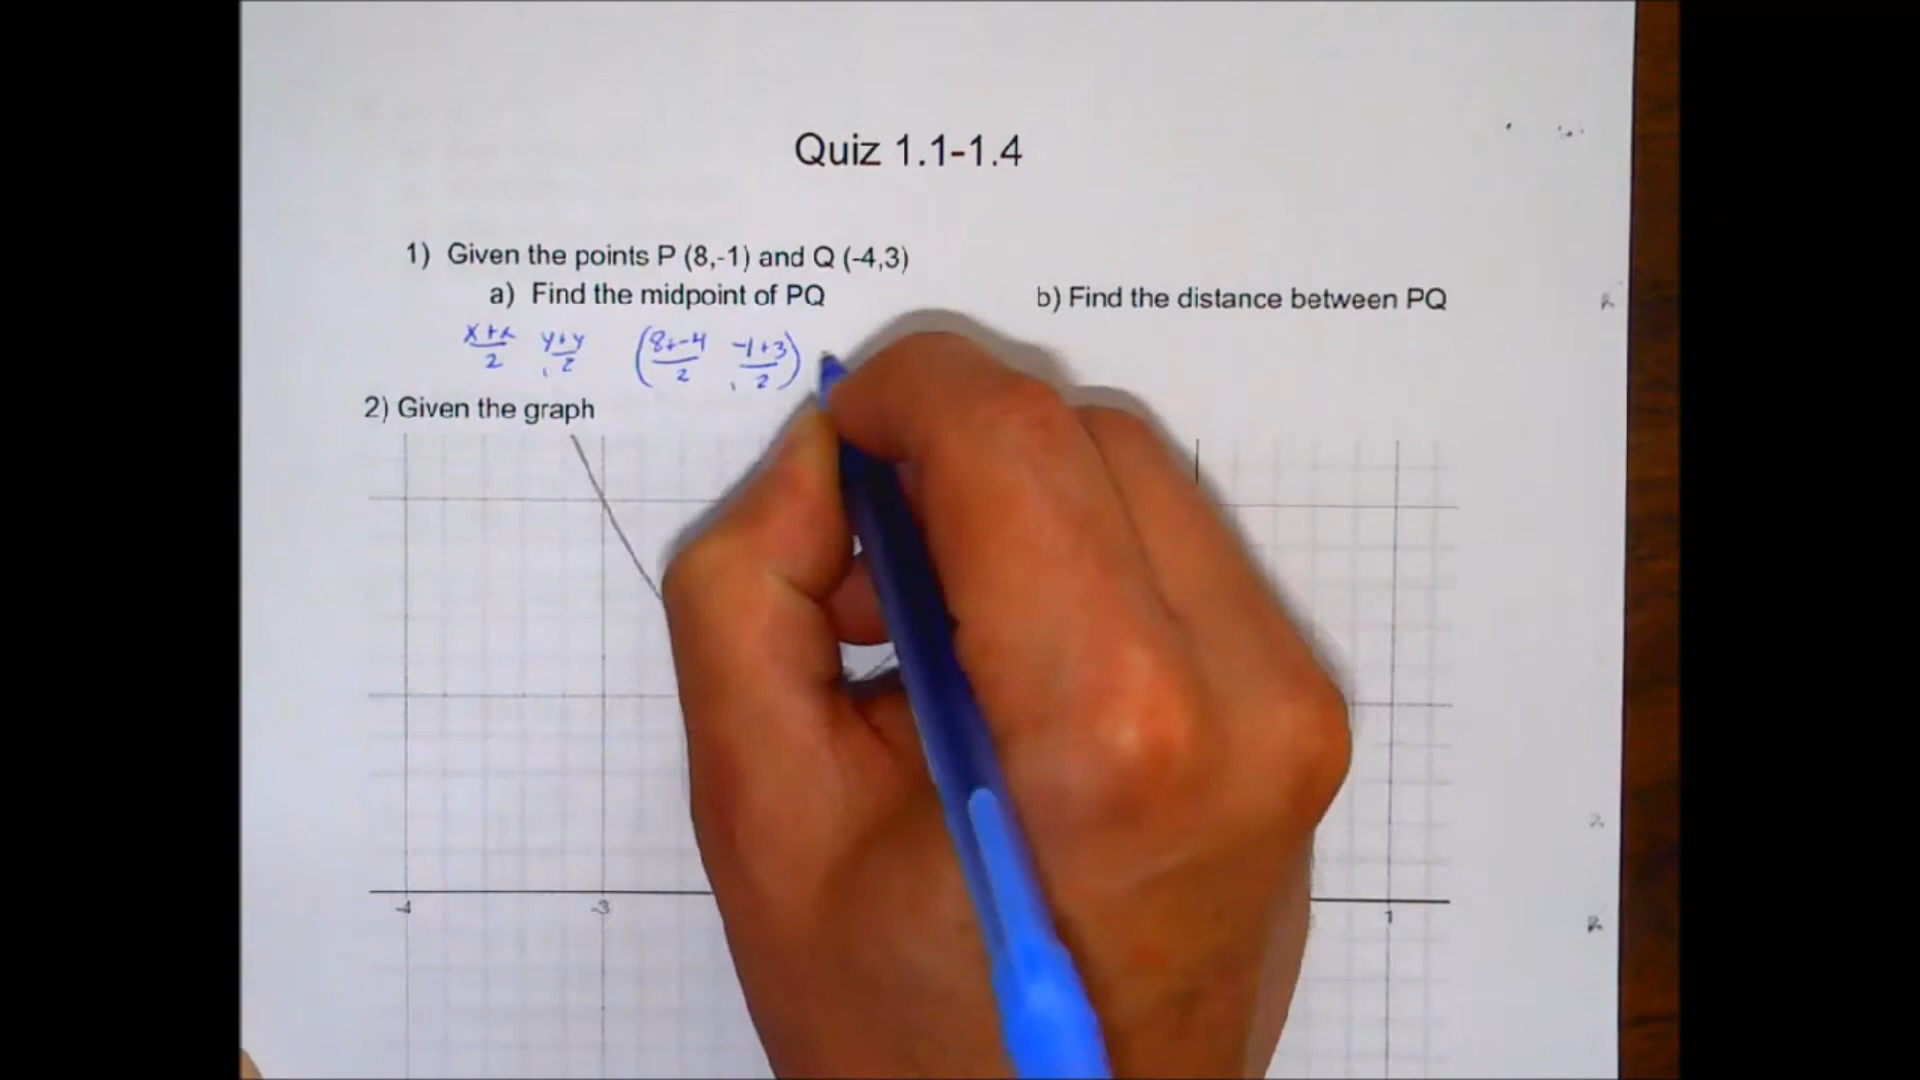 Quiz 1.1-1.4
1) Given the points P (8,-1) and Q (-4,3)
a) Find the midpoint of PQ
b) Find the distance between PQ
x+x/2 , y+y/2 (8+-4/2 , -1+3/2)
2) Given the graph
-4 -3 1